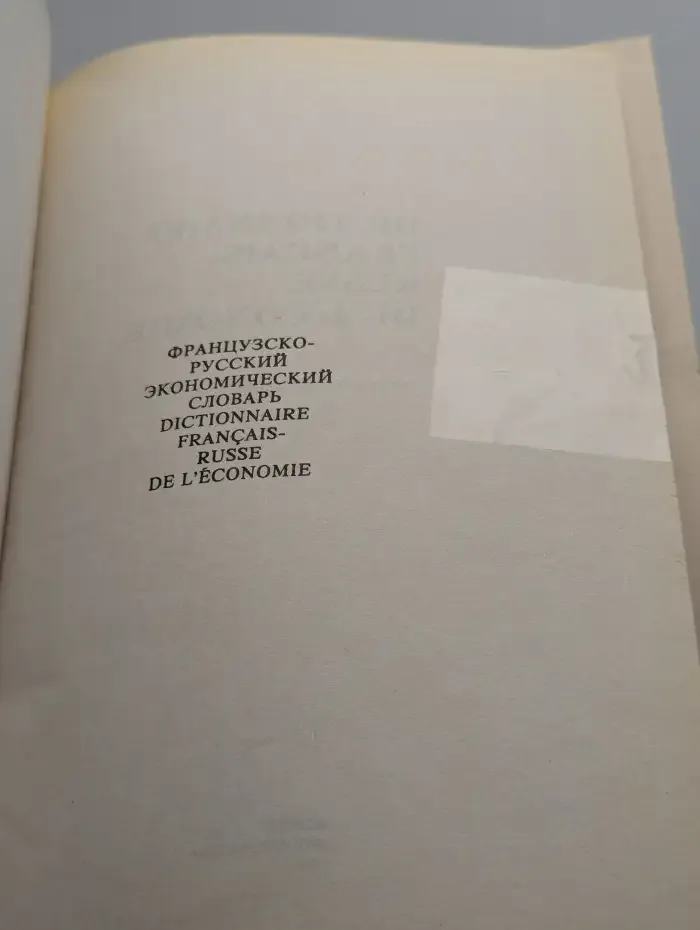 ФРАНЦУЗСКО-
РУССКИЙ
ЭКОНОМИЧЕСКИЙ
СЛОВАРЬ
DICTIONNAIRE
FRANÇAIS-
RUSSE
DE L'ÉCONOMIE